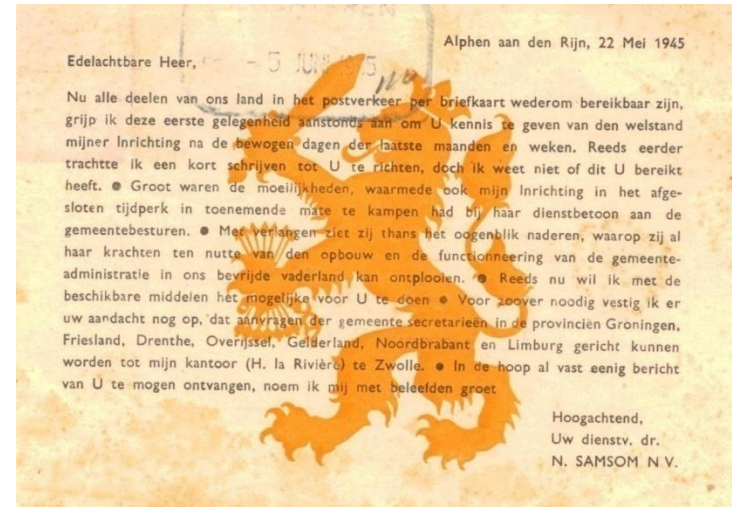 Alphen aan den Rijn, 22 Mei 1945
Edelachtbare Heer,
- 5 JUNI 1945
Nu alle deelen van ons land in het postverkeer per briefkaart wederom bereikbaar zijn,
grijp ik deze eerste gelegenheid aanstonds aan om U kennis te geven van den welstand
mijner Inrichting na de bewogen dagen der laatste maanden en weken. Reeds eerder
trachtte ik een kort schrijven tot U te richten, doch ik weet niet of dit U bereikt
heeft. ● Groot waren de moeilijkheden, waarmede ook mijn Inrichting in het afge-
sloten tijdperk in toenemende mate te kampen had bij haar dienstbetoon aan de
gemeentebesturen. ● Met verlangen ziet zij thans het oogenblik naderen, waarop zij al
haar krachten ten nutte van den opbouw en de functionneering van de gemeente-
administratie in ons bevrijde vaderland kan ontplooien. ● Reeds nu wil ik met de
beschikbare middelen het mogelijke voor U te doen ● Voor zoover noodig vestig ik er
uw aandacht nog op, dat aanvragen der gemeente secretarieën in de provinciën Groningen,
Friesland, Drenthe, Overijssel, Gelderland, Noordbrabant en Limburg gericht kunnen
worden tot mijn kantoor (H. la Rivière) te Zwolle. ● In de hoop al vast eenig bericht
van U te mogen ontvangen, noem ik mij met beleefden groet
Hoogachtend,
Uw dienstv. dr.
N. SAMSOM N V.